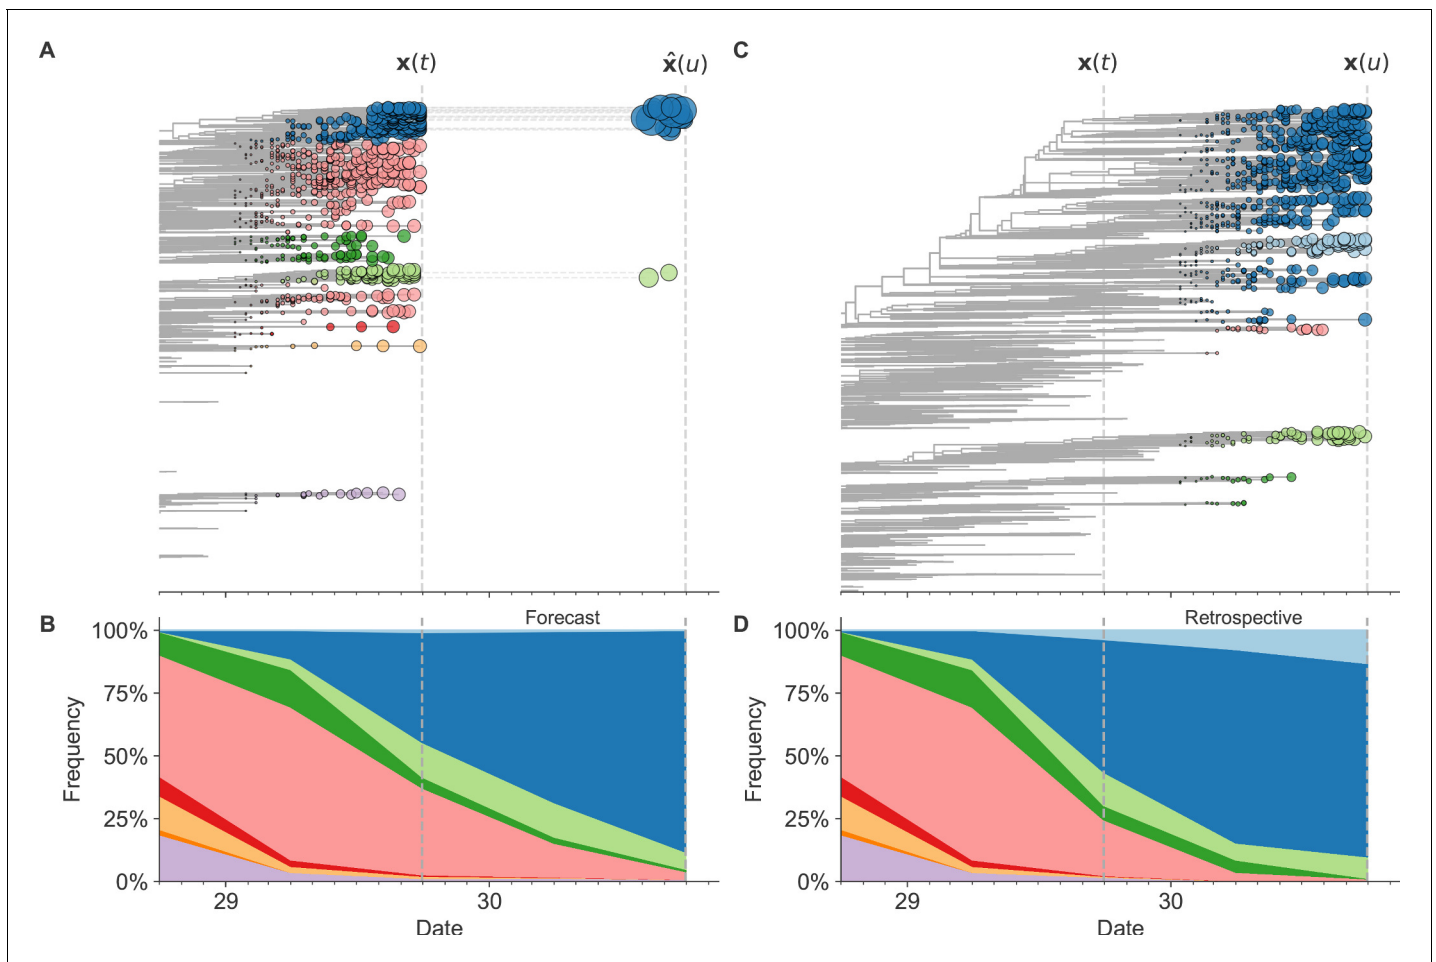 A
x(t)
x̂(u)
C
x(t)
x(u)
B
Forecast
100%
75%
50%
25%
0%
Frequency
29
30
Date
D
Retrospective
100%
75%
50%
25%
0%
Frequency
29
30
Date